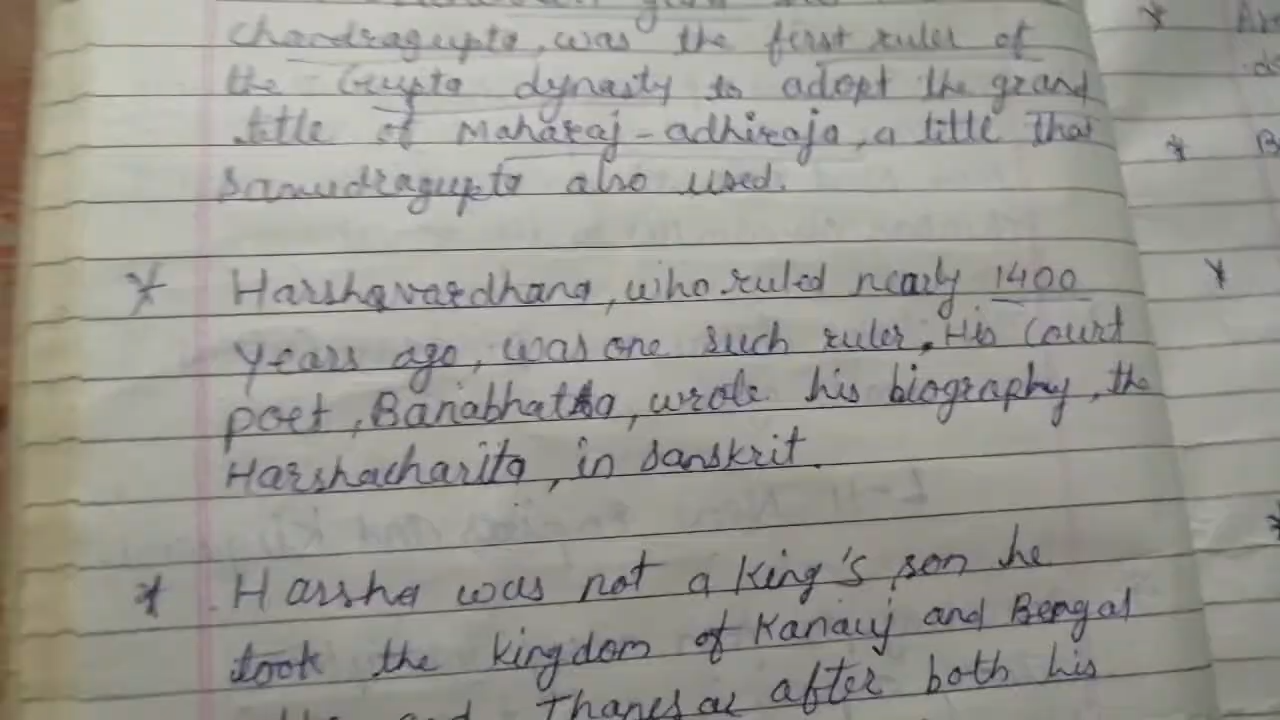 Chandragupta, was the first ruler of
the Gupta dynasty to adopt the grand
title of Maharaj-adhiraja, a title that
Samudragupta also used.
* Harshavardhana, who ruled nearly 1400
years ago, was one such ruler. His court
poet, Banabhatta, wrote his biography, the
Harshacharita, in Sanskrit.
* Harsha was not a king's son he
took the kingdom of Kanauj and Bengal
and Thanesar after both his